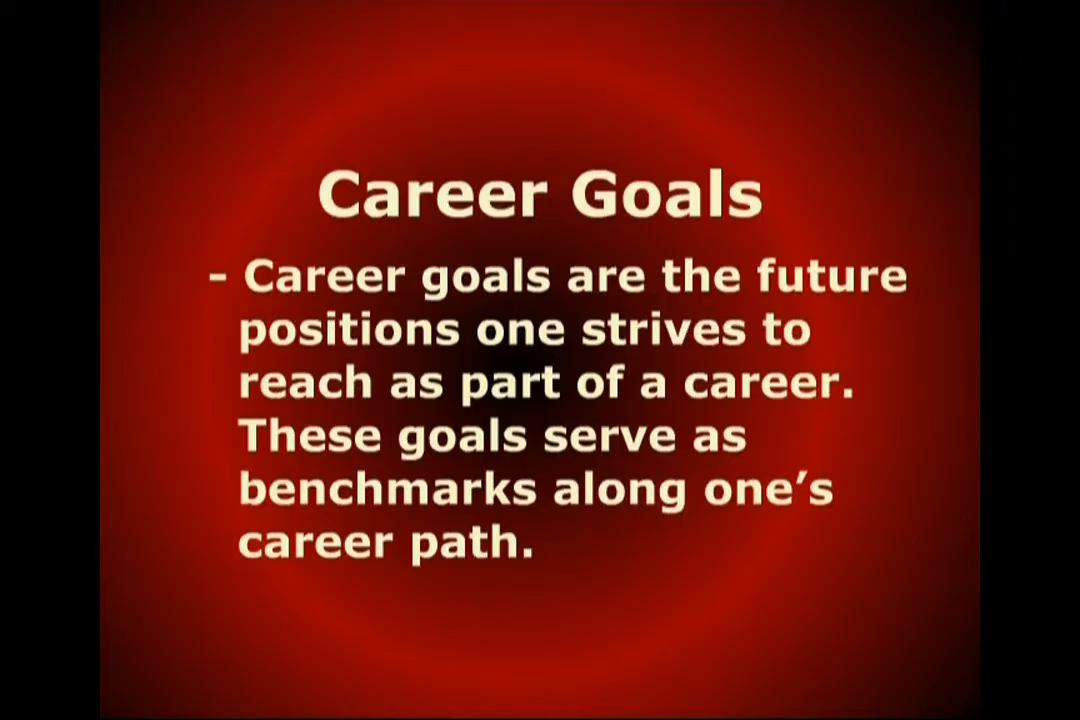 Career Goals
- Career goals are the future
positions one strives to
reach as part of a career.
These goals serve as
benchmarks along one’s
career path.